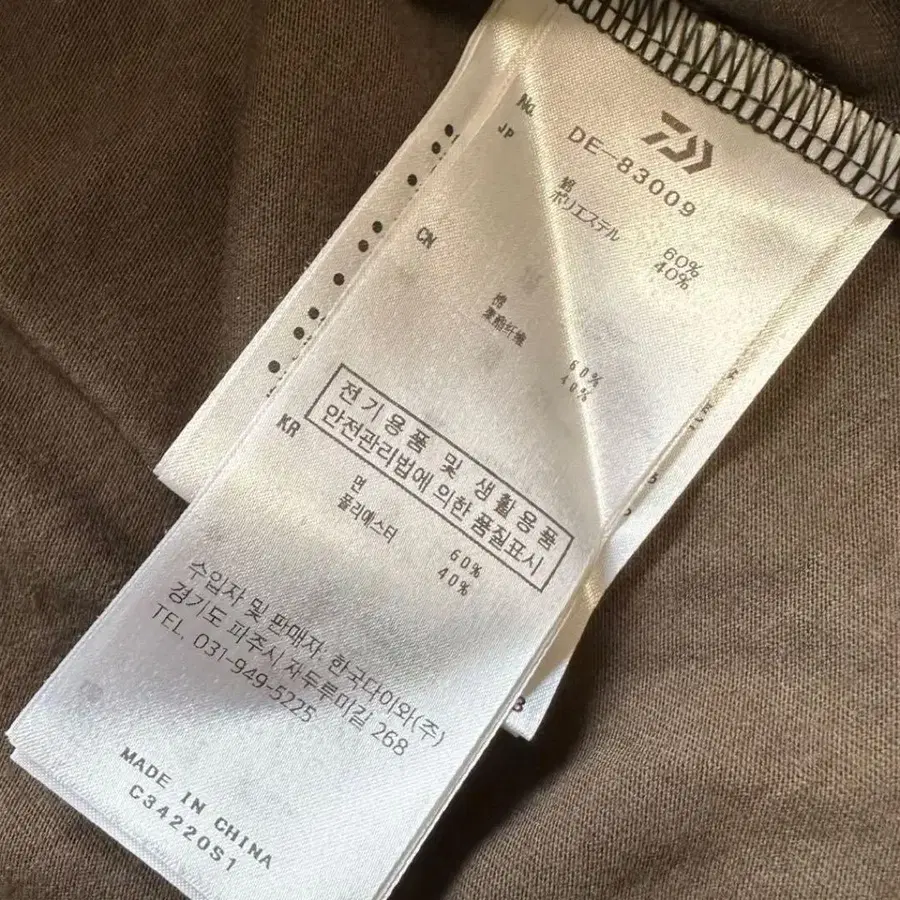 No. DE-83009
JP 綿 60%
ポリエステル 40%
CN 棉 60%
聚酯纤维 40%
전기용품 및 생활용품
안전관리법에 의한 품질표시
KR 면 60%
폴리에스터 40%
수입자 및 판매자: 한국다이와(주)
경기도 파주시 자두루미길 268
TEL. 031-949-5225
MADE IN CHINA
C34220S1